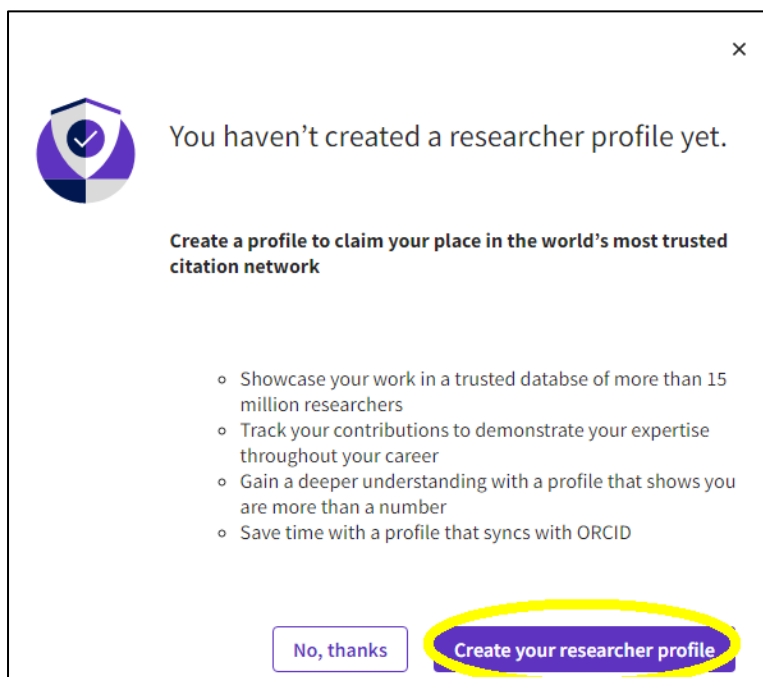 You haven’t created a researcher profile yet.
Create a profile to claim your place in the world’s most trusted
citation network
Showcase your work in a trusted databse of more than 15
million researchers
Track your contributions to demonstrate your expertise
throughout your career
Gain a deeper understanding with a profile that shows you
are more than a number
Save time with a profile that syncs with ORCID
No, thanks
Create your researcher profile